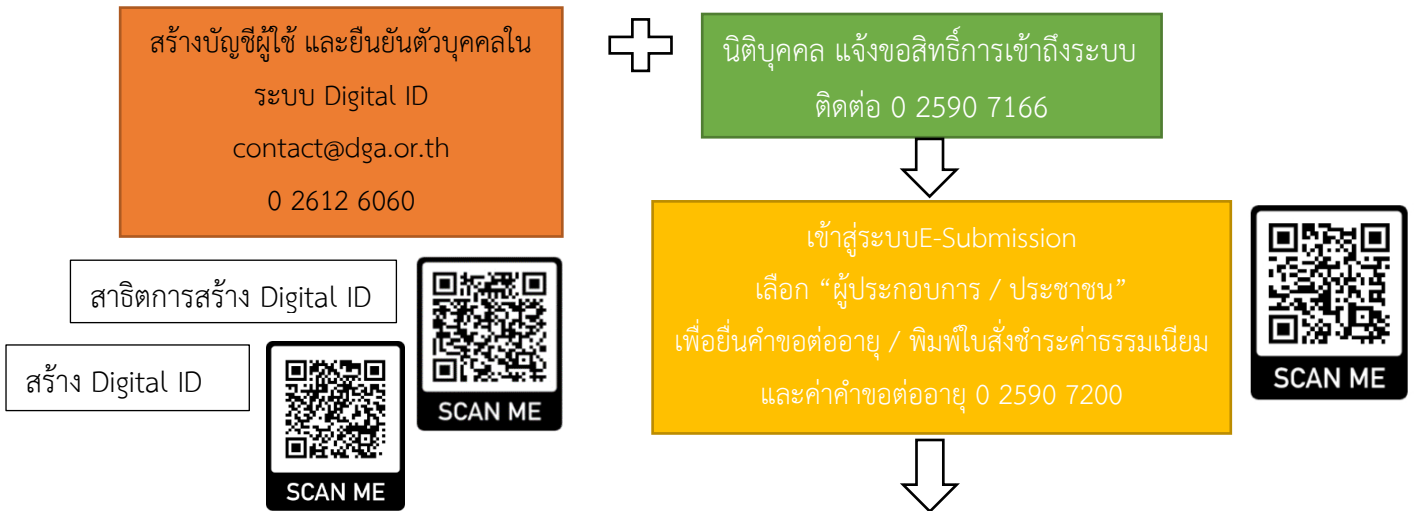 สร้างบัญชีผู้ใช้ และยืนยันตัวบุคคลใน
ระบบ Digital ID
contact@dga.or.th
0 2612 6060
นิติบุคคล แจ้งขอสิทธิ์การเข้าถึงระบบ
ติดต่อ 0 2590 7166
เข้าสู่ระบบE-Submission
เลือก “ผู้ประกอบการ / ประชาชน”
เพื่อยื่นคำขอต่ออายุ / พิมพ์ใบสั่งชำระค่าธรรมเนียม
และค่าคำขอต่ออายุ 0 2590 7200
SCAN ME
สาธิตการสร้าง Digital ID
SCAN ME
สร้าง Digital ID
SCAN ME